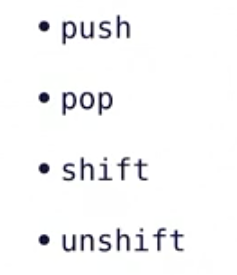 • push
• pop
• shift
• unshift